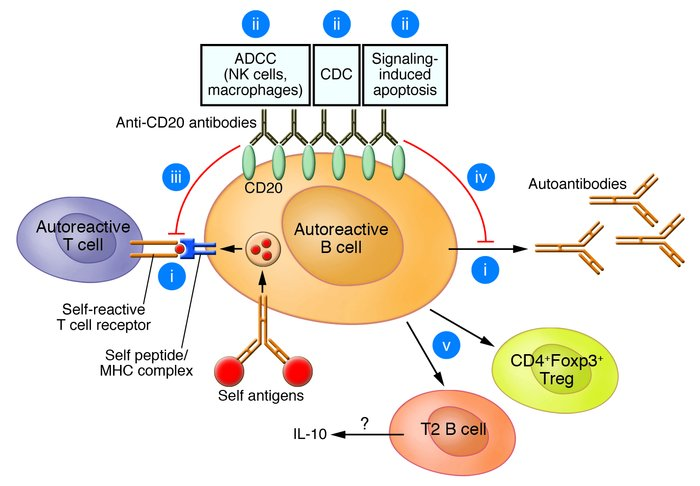 ii
ii
ii
ADCC
(NK cells,
macrophages)
CDC
Signaling-
induced
apoptosis
Anti-CD20 antibodies
iii
CD20
iv
Autoantibodies
Autoreactive
T cell
Autoreactive
B cell
i
i
Self-reactive
T cell receptor
Self peptide/
MHC complex
Self antigens
v
CD4⁺Foxp3⁺
Treg
T2 B cell
?
IL-10